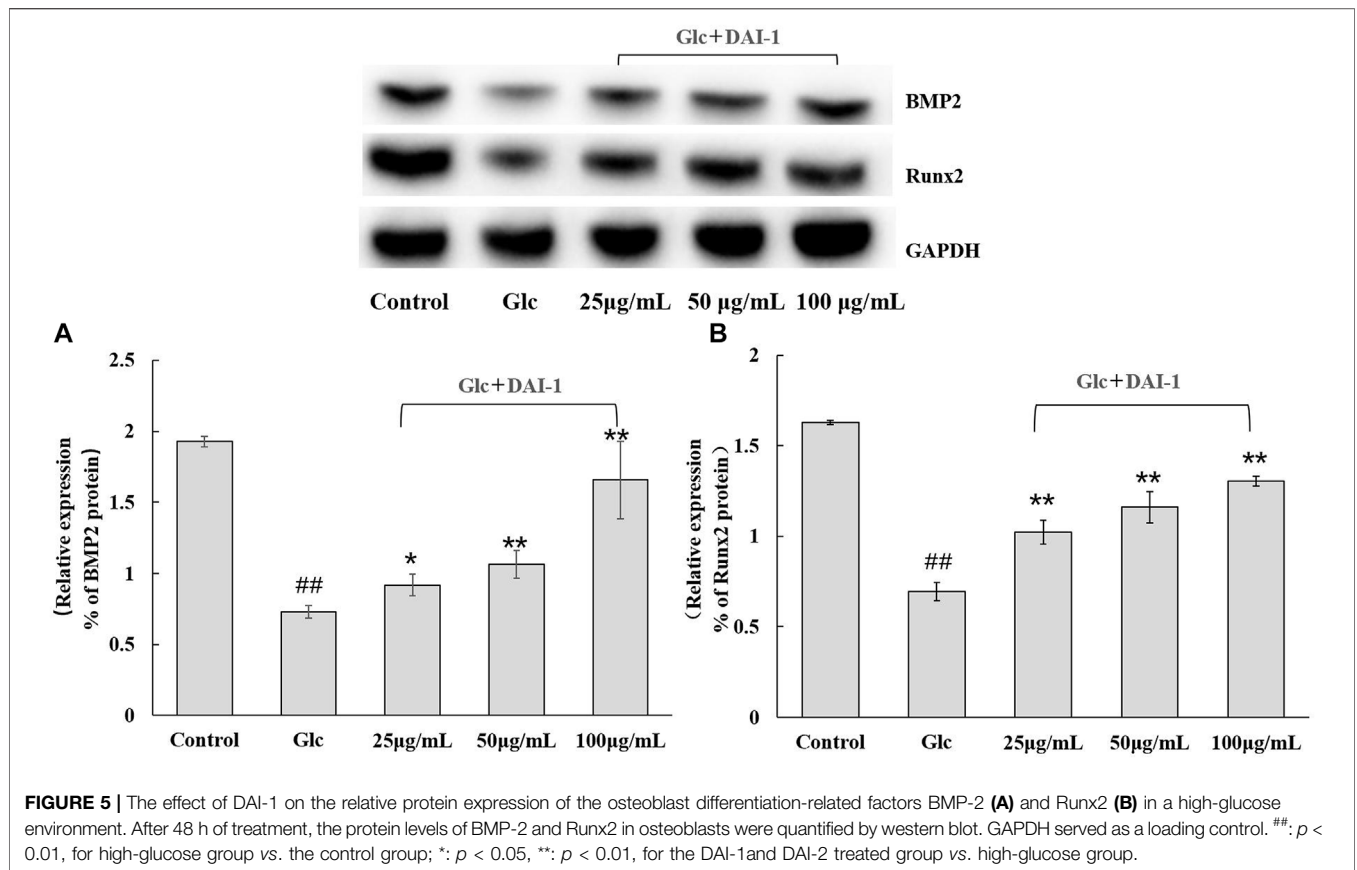 Glc+DAI-1
BMP2
Runx2
GAPDH
Control Glc 25μg/mL 50 μg/mL 100 μg/mL
A
2.5
2
1.5
1
0.5
0
(Relative expression
% of BMP2 protein)
Glc+DAI-1
##
*
**
**
Control Glc 25μg/mL 50μg/mL 100μg/mL
B
2
1.5
1
0.5
0
(Relative expression
% of Runx2 protein)
Glc+DAI-1
##
**
**
**
Control Glc 25μg/mL 50μg/mL 100μg/mL
FIGURE 5 | The effect of DAI-1 on the relative protein expression of the osteoblast differentiation-related factors BMP-2 (A) and Runx2 (B) in a high-glucose
environment. After 48 h of treatment, the protein levels of BMP-2 and Runx2 in osteoblasts were quantified by western blot. GAPDH served as a loading control. ##: p <
0.01, for high-glucose group vs. the control group; *: p < 0.05, **: p < 0.01, for the DAI-1and DAI-2 treated group vs. high-glucose group.